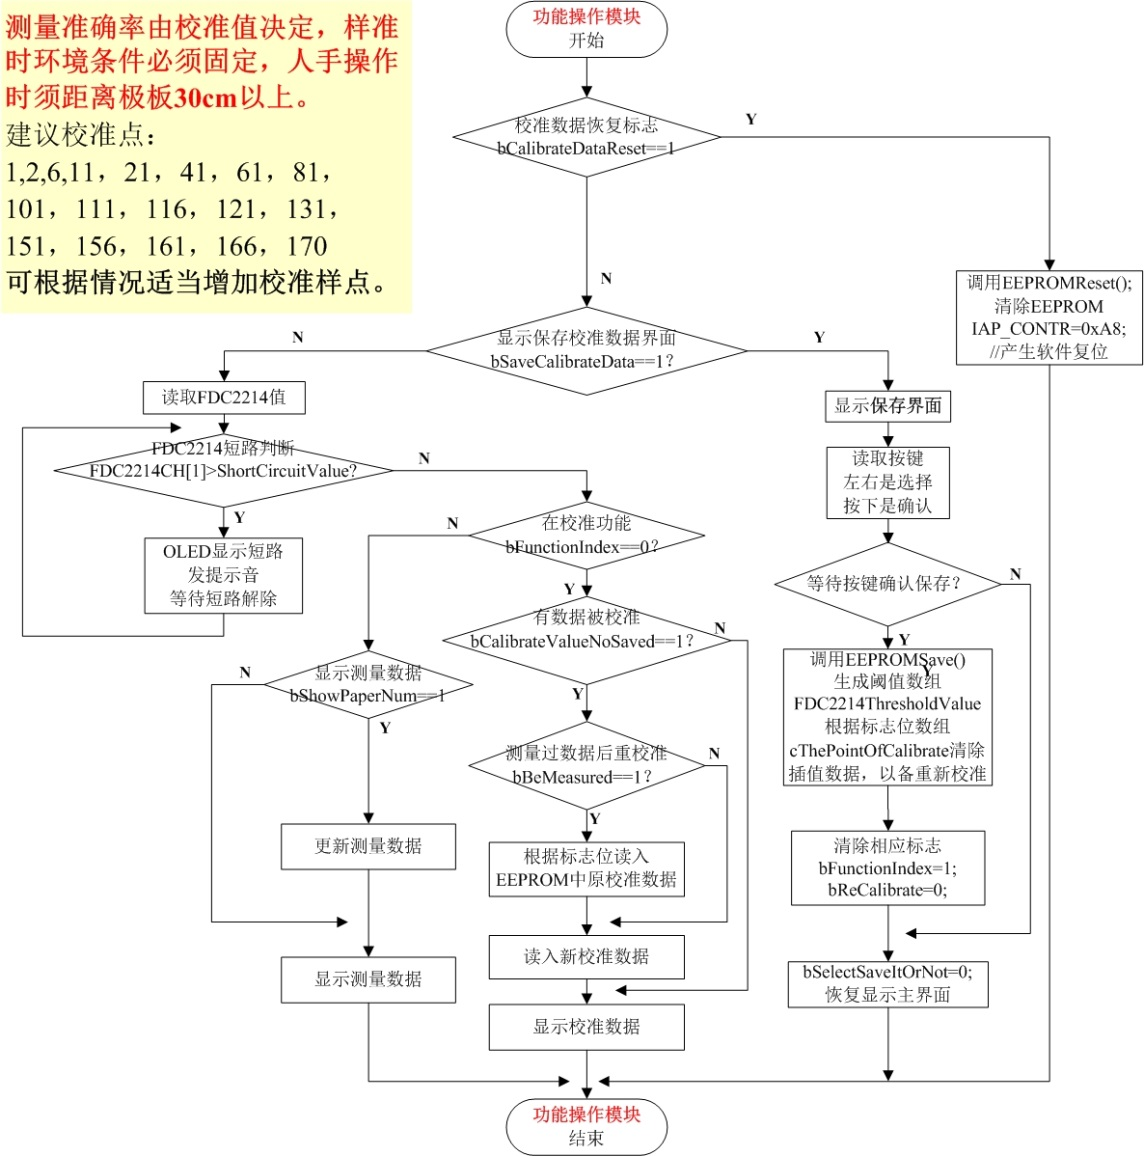 测量准确率由校准值决定，样准
时环境条件必须固定，人手操作
时须距离极板30cm以上。
建议校准点：
1,2,6,11，21，41，61，81，
101，111，116，121，131，
151，156，161，166，170
可根据情况适当增加校准样点。
功能操作模块
开始
校准数据恢复标志
bCalibrateDataReset==1
Y
N
调用EEPROMReset();
清除EEPROM
IAP_CONTR=0xA8;
//产生软件复位
显示保存校准数据界面
bSaveCalibrateData==1?
N
Y
读取FDC2214值
FDC2214短路判断
FDC2214CH[1]>ShortCircuitValue?
N
Y
OLED显示短路
发提示音
等待短路解除
在校准功能
bFunctionIndex==0?
N
Y
有数据被校准
bCalibrateValueNoSaved==1?
N
Y
显示测量数据
bShowPaperNum==1
N
Y
测量过数据后重校准
bBeMeasured==1?
N
Y
更新测量数据
根据标志位读入
EEPROM中原校准数据
读入新校准数据
显示测量数据
显示校准数据
显示保存界面
读取按键
左右是选择
按下是确认
等待按键确认保存?
N
Y
调用EEPROMSave()
Y
生成阈值数组
FDC2214ThresholdValue
根据标志位数组
cThePointOfCalibrate清除
插值数据，以备重新校准
清除相应标志
bFunctionIndex=1;
bReCalibrate=0;
bSelectSaveItOrNot=0;
恢复显示主界面
功能操作模块
结束